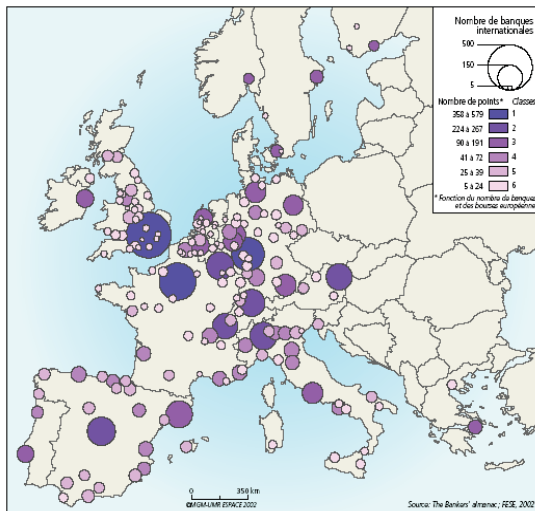 Nombre de banques
internationales
500
150
5
Nombre de points* Classes
358 à 579 1
224 à 267 2
90 à 191 3
41 à 72 4
25 à 39 5
5 à 24 6
* Fonction du nombre de banques
et des bourses européenne
0 350 km
©MGM-UMR ESPACE 2002
Source: The Bankers' almanac; FESE, 2002